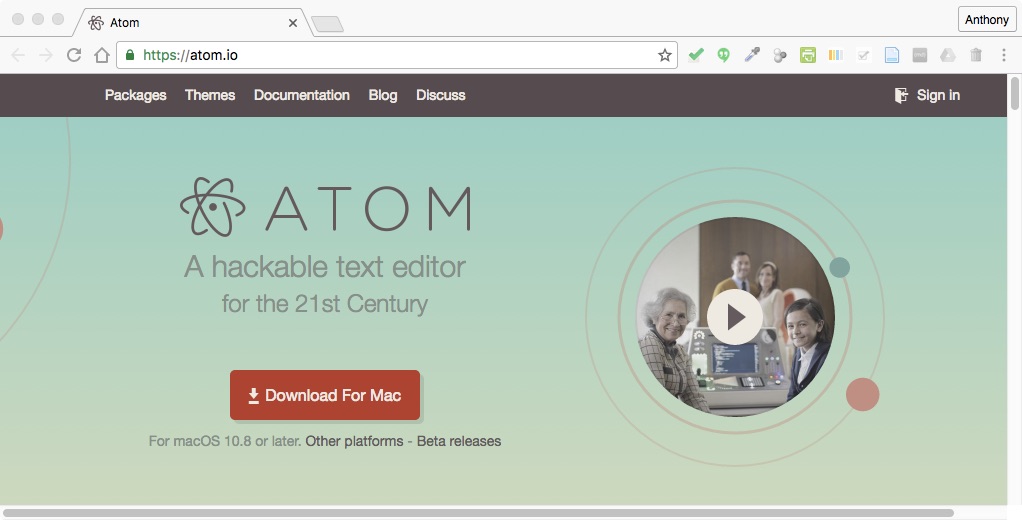 Atom
Anthony
https://atom.io
Packages Themes Documentation Blog Discuss Sign in
ATOM
A hackable text editor
for the 21st Century
Download For Mac
For macOS 10.8 or later. Other platforms - Beta releases